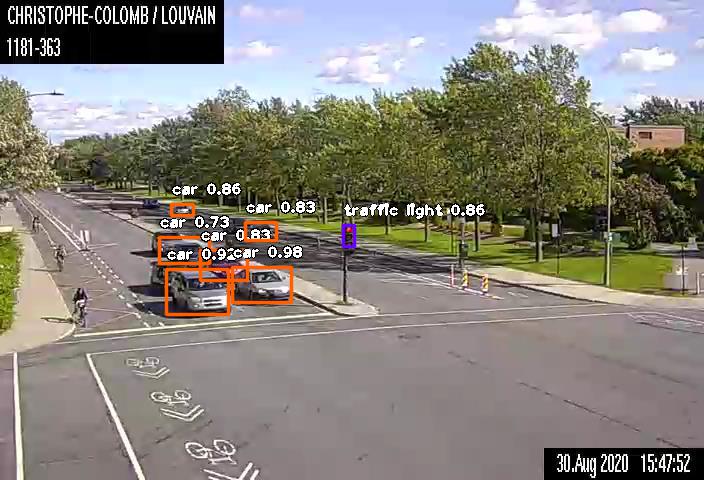 CHRISTOPHE-COLOMB / LOUVAIN
1181-363
car 0.86
car 0.83
traffic light 0.86
car 0.73
car 0.83
car 0.98
30.Aug 2020 15:47:52